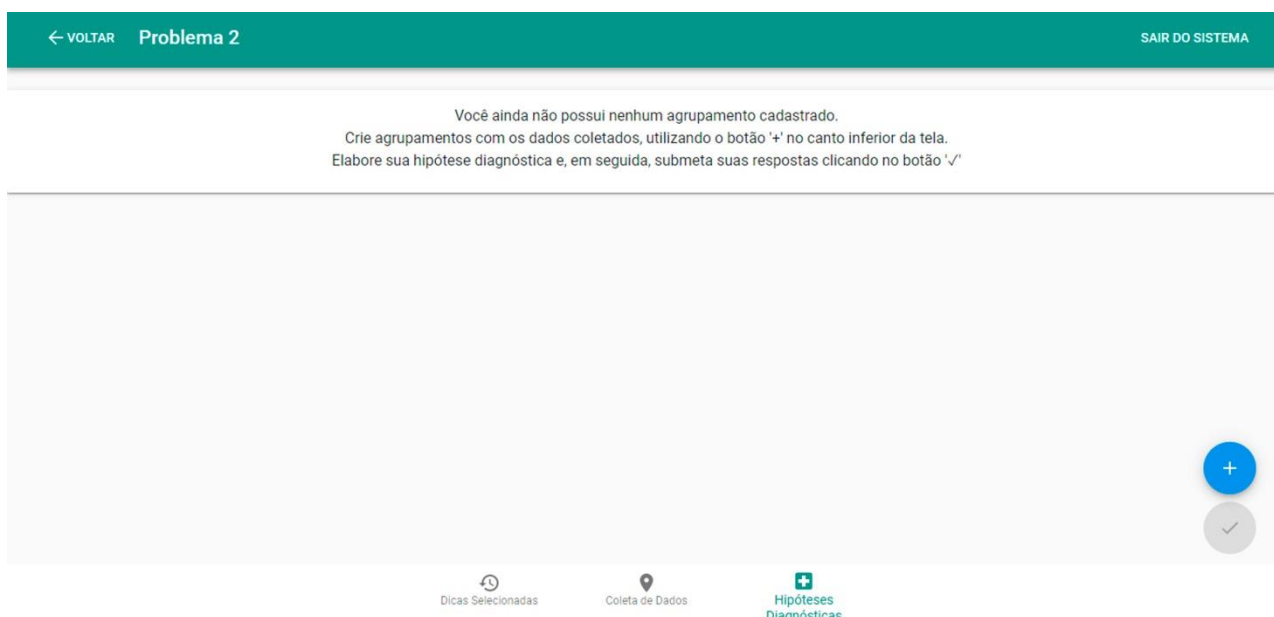 ← VOLTAR Problema 2 SAIR DO SISTEMA
Você ainda não possui nenhum agrupamento cadastrado.
Crie agrupamentos com os dados coletados, utilizando o botão '+' no canto inferior da tela.
Elabore sua hipótese diagnóstica e, em seguida, submeta suas respostas clicando no botão '✓'
Dicas Selecionadas Coleta de Dados Hipóteses
Diagnósticas